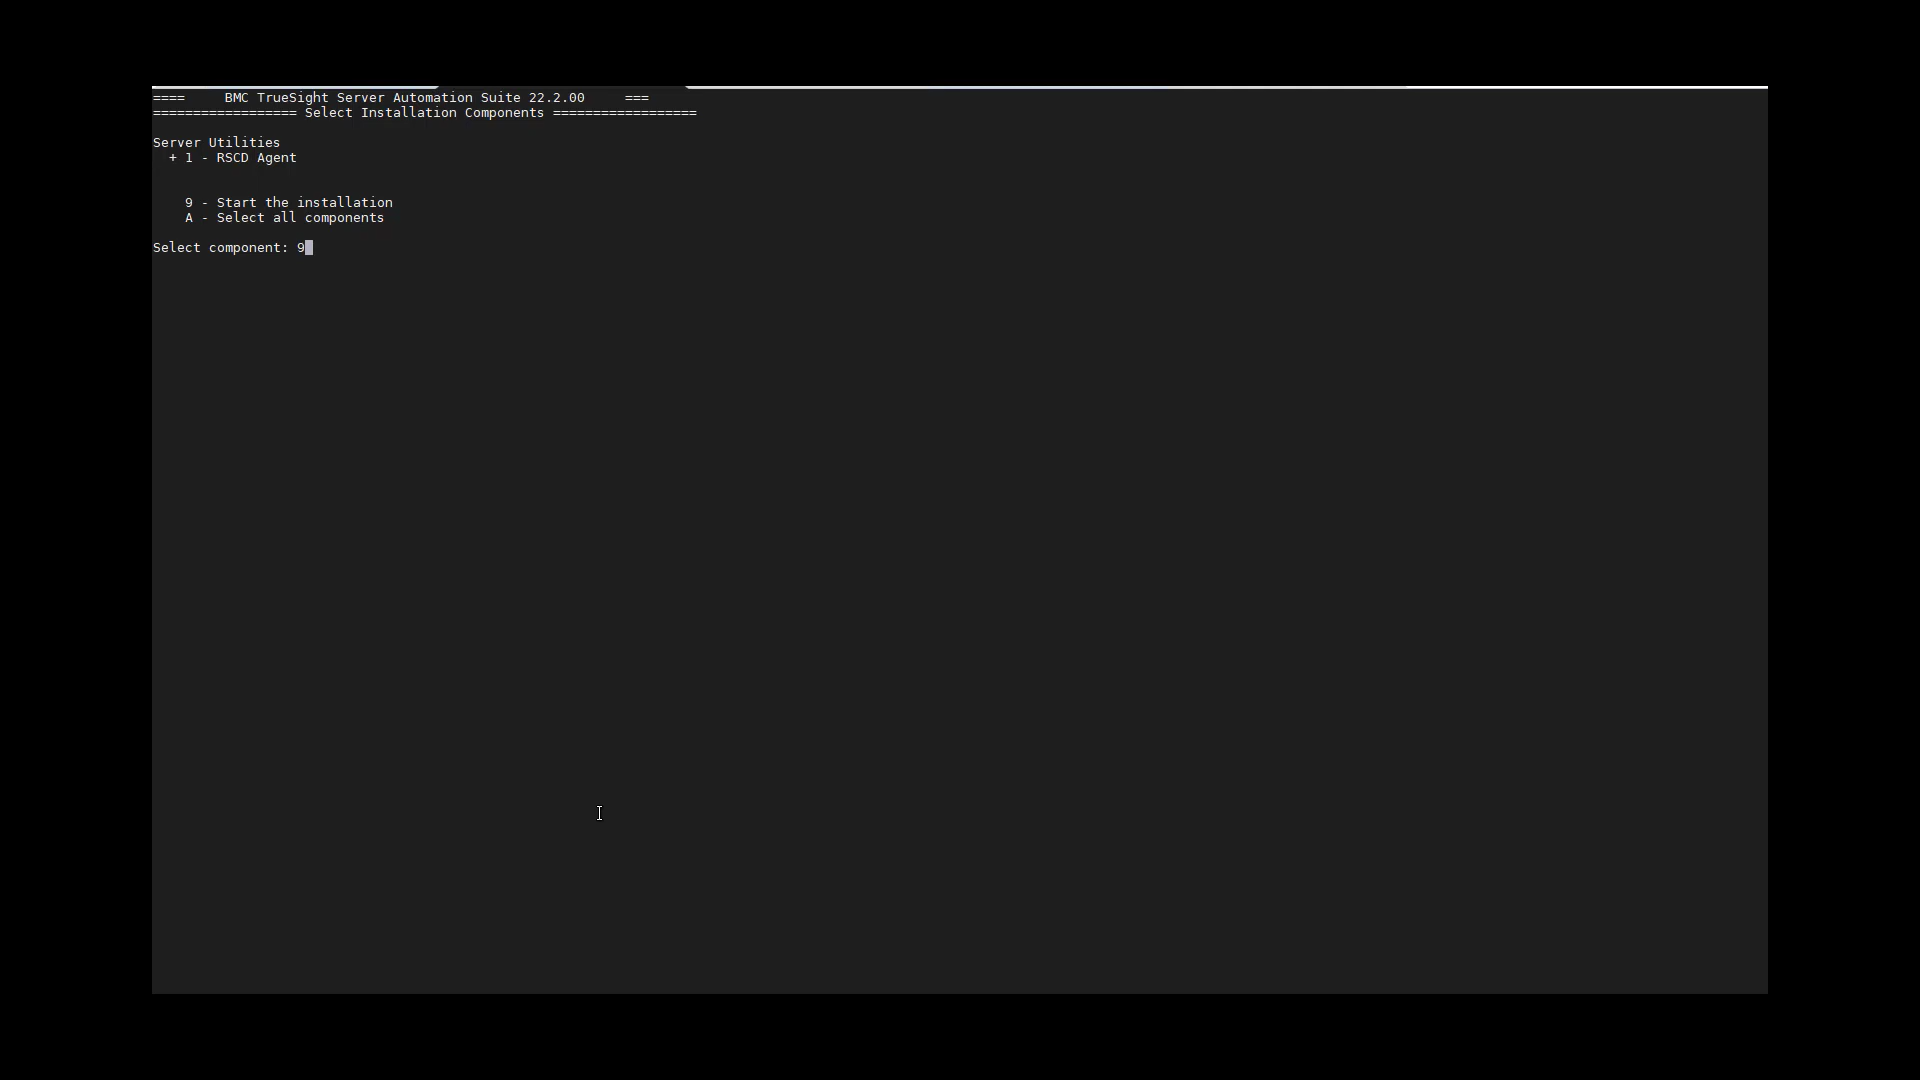 ====     BMC TrueSight Server Automation Suite 22.2.00     ===
================== Select Installation Components ==================
Server Utilities
  + 1 - RSCD Agent
    9 - Start the installation
    A - Select all components
Select component: 9